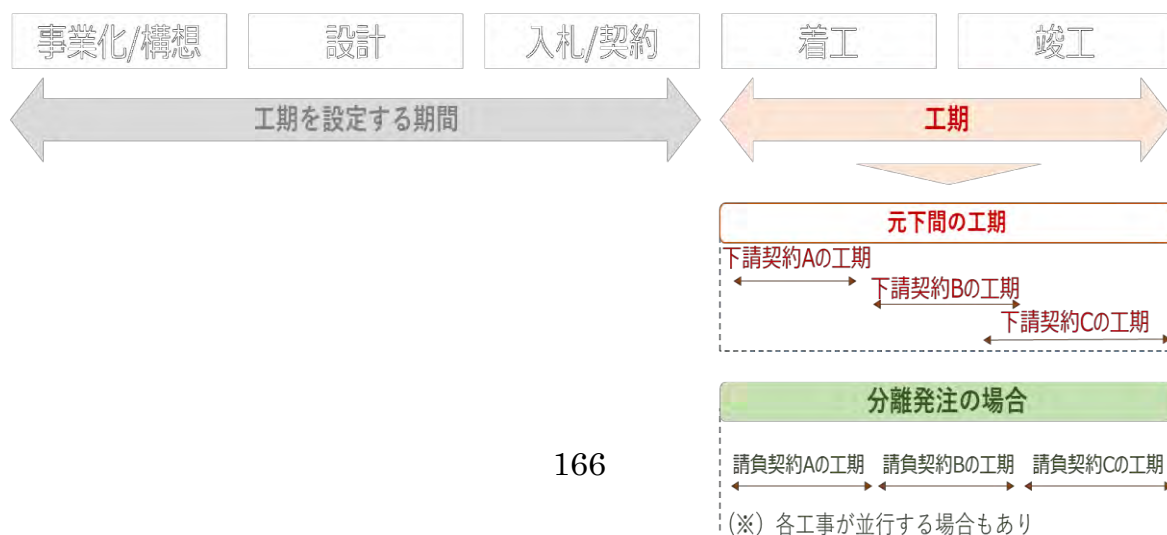 事業化/構想 設計 入札/契約 着工 竣工
工期を設定する期間 工期
元下間の工期
下請契約Aの工期
下請契約Bの工期
下請契約Cの工期
分離発注の場合
請負契約Aの工期 請負契約Bの工期 請負契約Cの工期
166
(※) 各工事が並行する場合もあり